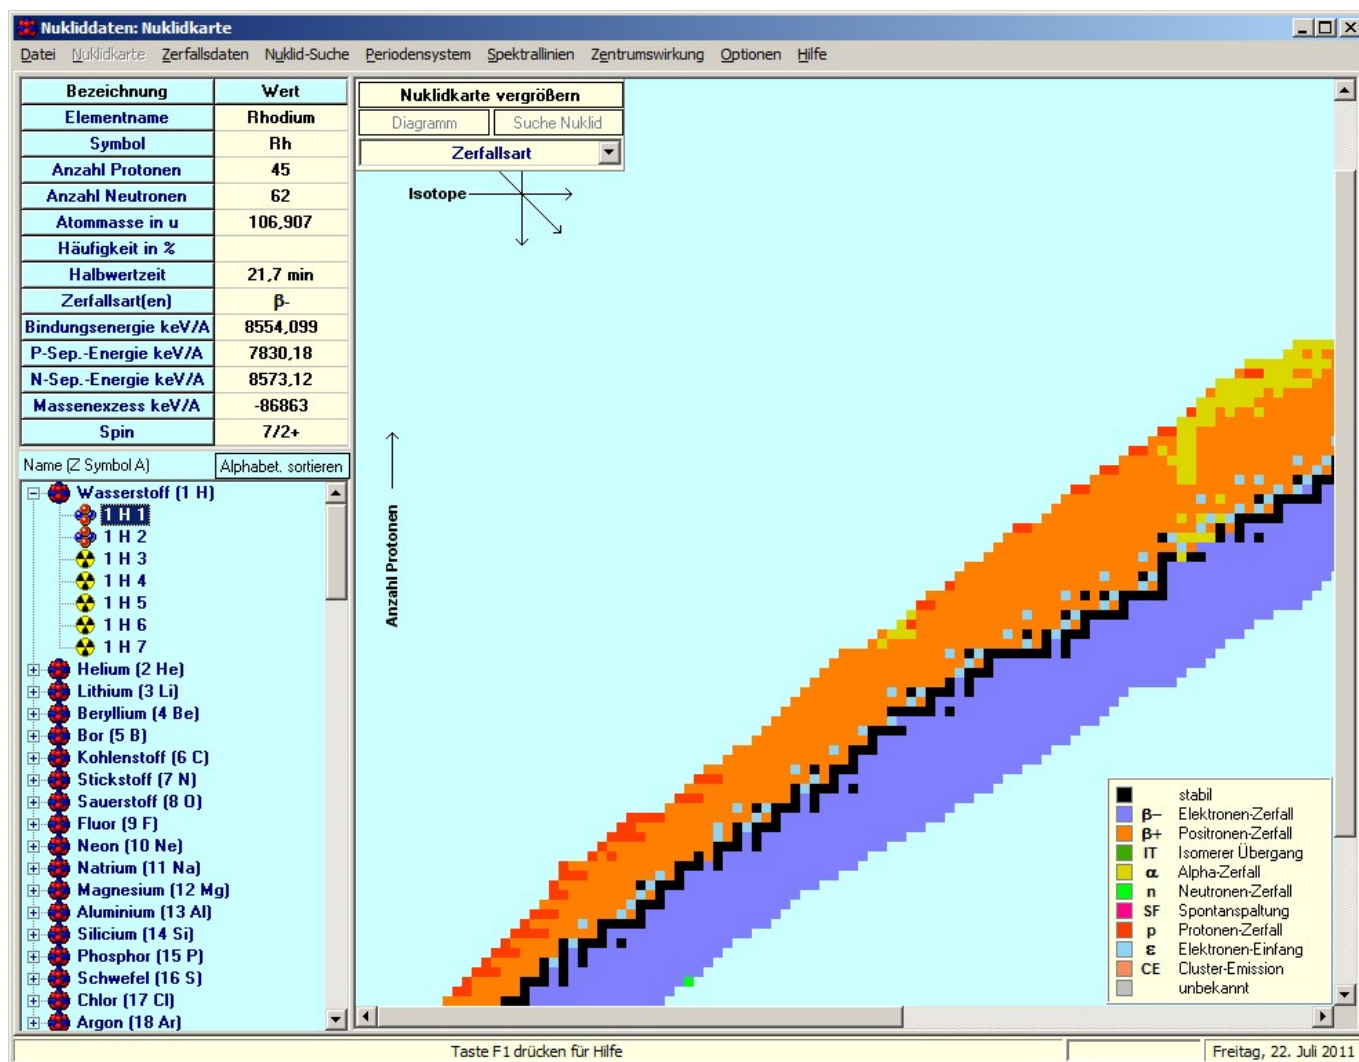 Nukliddaten: Nuklidkarte
Datei Nuklidkarte Zerfallsdaten Nuklid-Suche Periodensystem Spektrallinien Zentrumswirkung Optionen Hilfe
Bezeichnung Wert
Elementname Rhodium
Symbol Rh
Anzahl Protonen 45
Anzahl Neutronen 62
Atommasse in u 106,907
Häufigkeit in %
Halbwertzeit 21,7 min
Zerfallsart(en) β-
Bindungsenergie keV/A 8554,099
P-Sep.-Energie keV/A 7830,18
N-Sep.-Energie keV/A 8573,12
Massenexzess keV/A -86863
Spin 7/2+
Name (Z Symbol A) Alphabet. sortieren
Wasserstoff (1 H)
1 H 1
1 H 2
1 H 3
1 H 4
1 H 5
1 H 6
1 H 7
Helium (2 He)
Lithium (3 Li)
Beryllium (4 Be)
Bor (5 B)
Kohlenstoff (6 C)
Stickstoff (7 N)
Sauerstoff (8 O)
Fluor (9 F)
Neon (10 Ne)
Natrium (11 Na)
Magnesium (12 Mg)
Aluminium (13 Al)
Silicium (14 Si)
Phosphor (15 P)
Schwefel (16 S)
Chlor (17 Cl)
Argon (18 Ar)
Nuklidkarte vergrößern
Diagramm Suche Nuklid
Zerfallsart
Isotope
Anzahl Protonen
stabil
β− Elektronen-Zerfall
β+ Positronen-Zerfall
IT Isomerer Übergang
α Alpha-Zerfall
n Neutronen-Zerfall
SF Spontanspaltung
p Protonen-Zerfall
ε Elektronen-Einfang
CE Cluster-Emission
unbekannt
Taste F1 drücken für Hilfe
Freitag, 22. Juli 2011